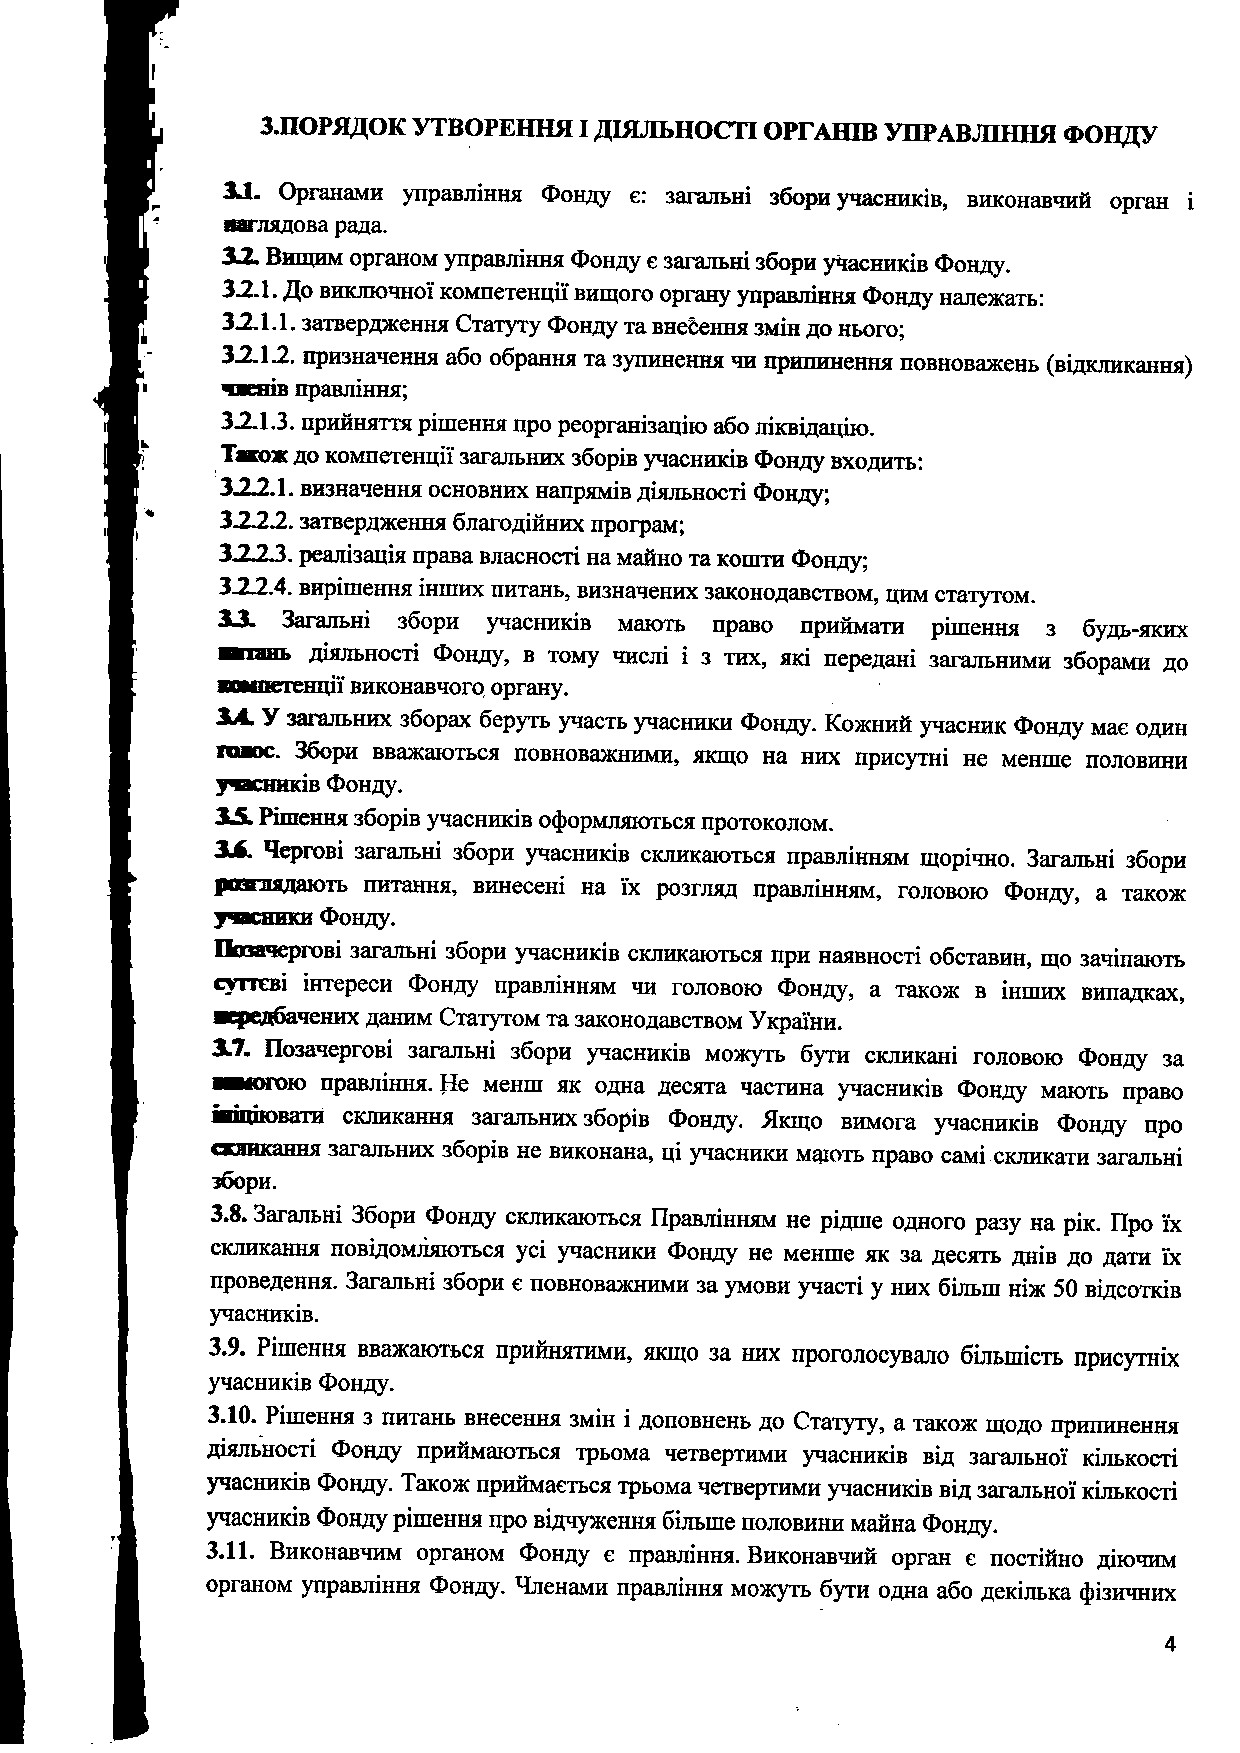 3.ПОРЯДОК УТВОРЕННЯ І ДІЯЛЬНОСТІ ОРГАНІВ УПРАВЛІННЯ ФОНДУ
3.1. Органами управління Фонду є: загальні збори учасників, виконавчий орган і
наглядова рада.
3.2. Вищим органом управління Фонду є загальні збори учасників Фонду.
3.2.1. До виключної компетенції вищого органу управління Фонду належать:
3.2.1.1. затвердження Статуту Фонду та внесення змін до нього;
3.2.1.2. призначення або обрання та зупинення чи припинення повноважень (відкликання)
членів правління;
3.2.1.3. прийняття рішення про реорганізацію або ліквідацію.
Також до компетенції загальних зборів учасників Фонду входить:
3.2.2.1. визначення основних напрямів діяльності Фонду;
3.2.2.2. затвердження благодійних програм;
3.2.2.3. реалізація права власності на майно та кошти Фонду;
3.2.2.4. вирішення інших питань, визначених законодавством, цим статутом.
3.3. Загальні збори учасників мають право приймати рішення з будь-яких
питань діяльності Фонду, в тому числі і з тих, які передані загальними зборами до
компетенції виконавчого органу.
3.4. У загальних зборах беруть участь учасники Фонду. Кожний учасник Фонду має один
голос. Збори вважаються повноважними, якщо на них присутні не менше половини
учасників Фонду.
3.5. Рішення зборів учасників оформляються протоколом.
3.6. Чергові загальні збори учасників скликаються правлінням щорічно. Загальні збори
розглядають питання, винесені на їх розгляд правлінням, головою Фонду, а також
учасники Фонду.
Позачергові загальні збори учасників скликаються при наявності обставин, що зачіпають
суттєві інтереси Фонду правлінням чи головою Фонду, а також в інших випадках,
передбачених даним Статутом та законодавством України.
3.7. Позачергові загальні збори учасників можуть бути скликані головою Фонду за
вимогою правління. Не менш як одна десята частина учасників Фонду мають право
ініціювати скликання загальних зборів Фонду. Якщо вимога учасників Фонду про
скликання загальних зборів не виконана, ці учасники мають право самі скликати загальні
збори.
3.8. Загальні Збори Фонду скликаються Правлінням не рідше одного разу на рік. Про їх
скликання повідомляються усі учасники Фонду не менше як за десять днів до дати їх
проведення. Загальні збори є повноважними за умови участі у них більш ніж 50 відсотків
учасників.
3.9. Рішення вважаються прийнятими, якщо за них проголосувало більшість присутніх
учасників Фонду.
3.10. Рішення з питань внесення змін і доповнень до Статуту, а також щодо припинення
діяльності Фонду приймаються трьома четвертими учасників від загальної кількості
учасників Фонду. Також приймається трьома четвертими учасників від загальної кількості
учасників Фонду рішення про відчуження більше половини майна Фонду.
3.11. Виконавчим органом Фонду є правління. Виконавчий орган є постійно діючим
органом управління Фонду. Членами правління можуть бути одна або декілька фізичних
4